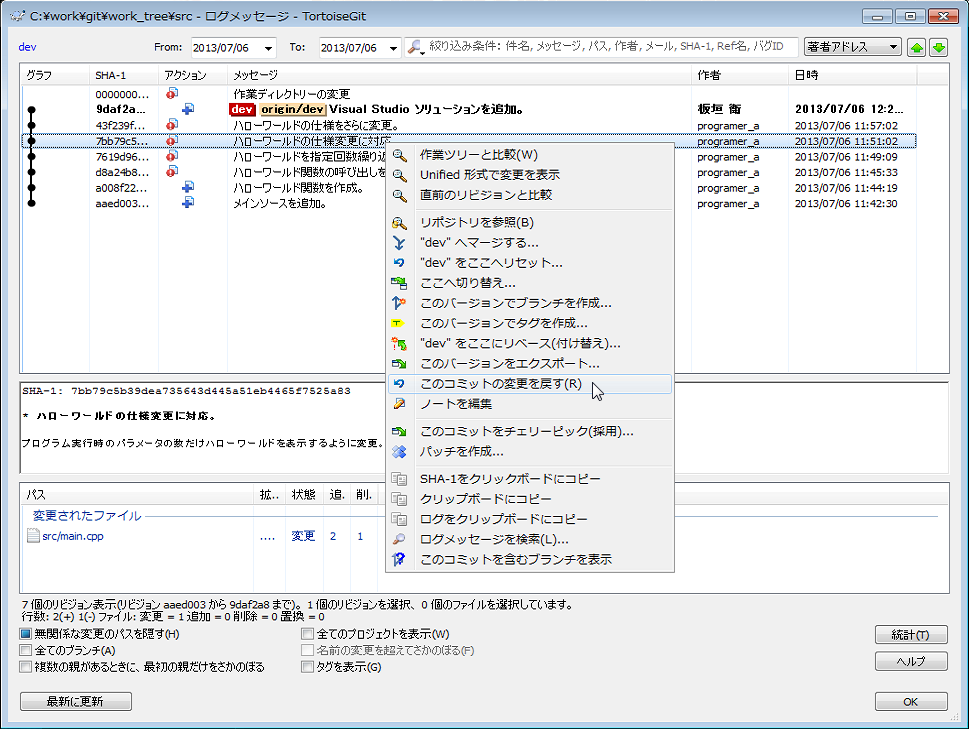 C:¥work¥git¥work_tree¥src - ログメッセージ - TortoiseGit
dev From: 2013/07/06 To: 2013/07/06 絞り込み条件: 件名, メッセージ, パス, 作者, メール, SHA-1, Ref名, バグID 著者アドレス
グラフ SHA-1 アクション メッセージ 作者 日時
0000000... 作業ディレクトリーの変更
9daf2a... dev origin/dev Visual Studio ソリューションを追加。 板垣 衛 2013/07/06 12:2...
43f239f... ハローワールドの仕様をさらに変更。 programer_a 2013/07/06 11:57:02
7bb79c5... ハローワールドの仕様変更に対応 programer_a 2013/07/06 11:51:02
7619d96... ハローワールドを指定回数繰り返 programer_a 2013/07/06 11:49:09
d8a24b8... ハローワールド関数の呼び出しを programer_a 2013/07/06 11:45:33
a008f22... ハローワールド関数を作成。 programer_a 2013/07/06 11:44:19
aaed003... メインソースを追加。 programer_a 2013/07/06 11:42:30
作業ツリーと比較(W)
Unified 形式で変更を表示
直前のリビジョンと比較
リポジトリを参照(B)
"dev" へマージする...
"dev" をここへリセット...
ここへ切り替え...
このバージョンでブランチを作成...
このバージョンでタグを作成...
"dev" をここにリベース(付け替え)...
このバージョンをエクスポート...
このコミットの変更を戻す(R)
ノートを編集
このコミットをチェリーピック(採用)...
パッチを作成...
SHA-1をクリックボードにコピー
クリップボードにコピー
ログをクリップボードにコピー
ログメッセージを検索(L)...
このコミットを含むブランチを表示
SHA-1: 7bb79c5b39dea735643d445a51eb4465f7525a83
* ハローワールドの仕様変更に対応。
プログラム実行時のパラメータの数だけハローワールドを表示するように変更。
パス 拡.. 状態 追. 削.
変更されたファイル
src/main.cpp .... 変更 2 1
7 個のリビジョン表示(リビジョン aaed003 から 9daf2a8 まで)。1 個のリビジョンを選択、0 個のファイルを選択しています。
行数: 2(+) 1(-) ファイル: 変更 = 1 追加 = 0 削除 = 0 置換 = 0
無関係な変更のパスを隠す(H) 全てのプロジェクトを表示(W) 統計(T)
全てのブランチ(A) 名前の変更を超えてさかのぼる(F)
複数の親があるときに、最初の親だけをさかのぼる タグを表示(G) ヘルプ
最新に更新 OK